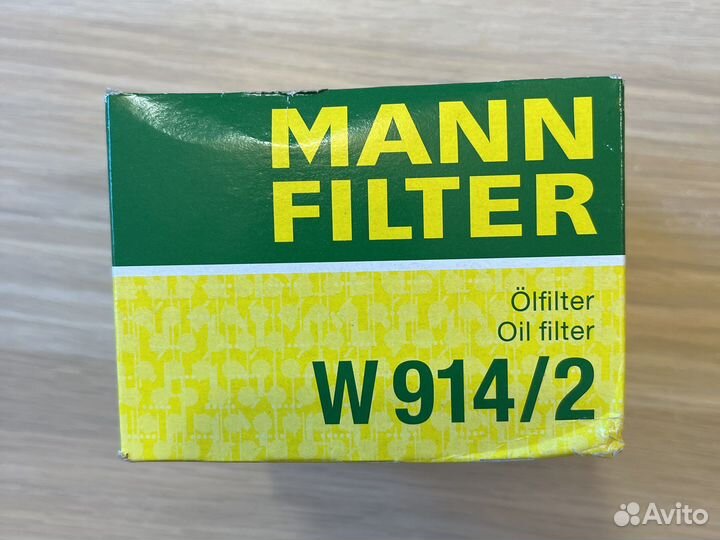 MANN
FILTER
Ölfilter
Oil filter
W 914/2
Avito